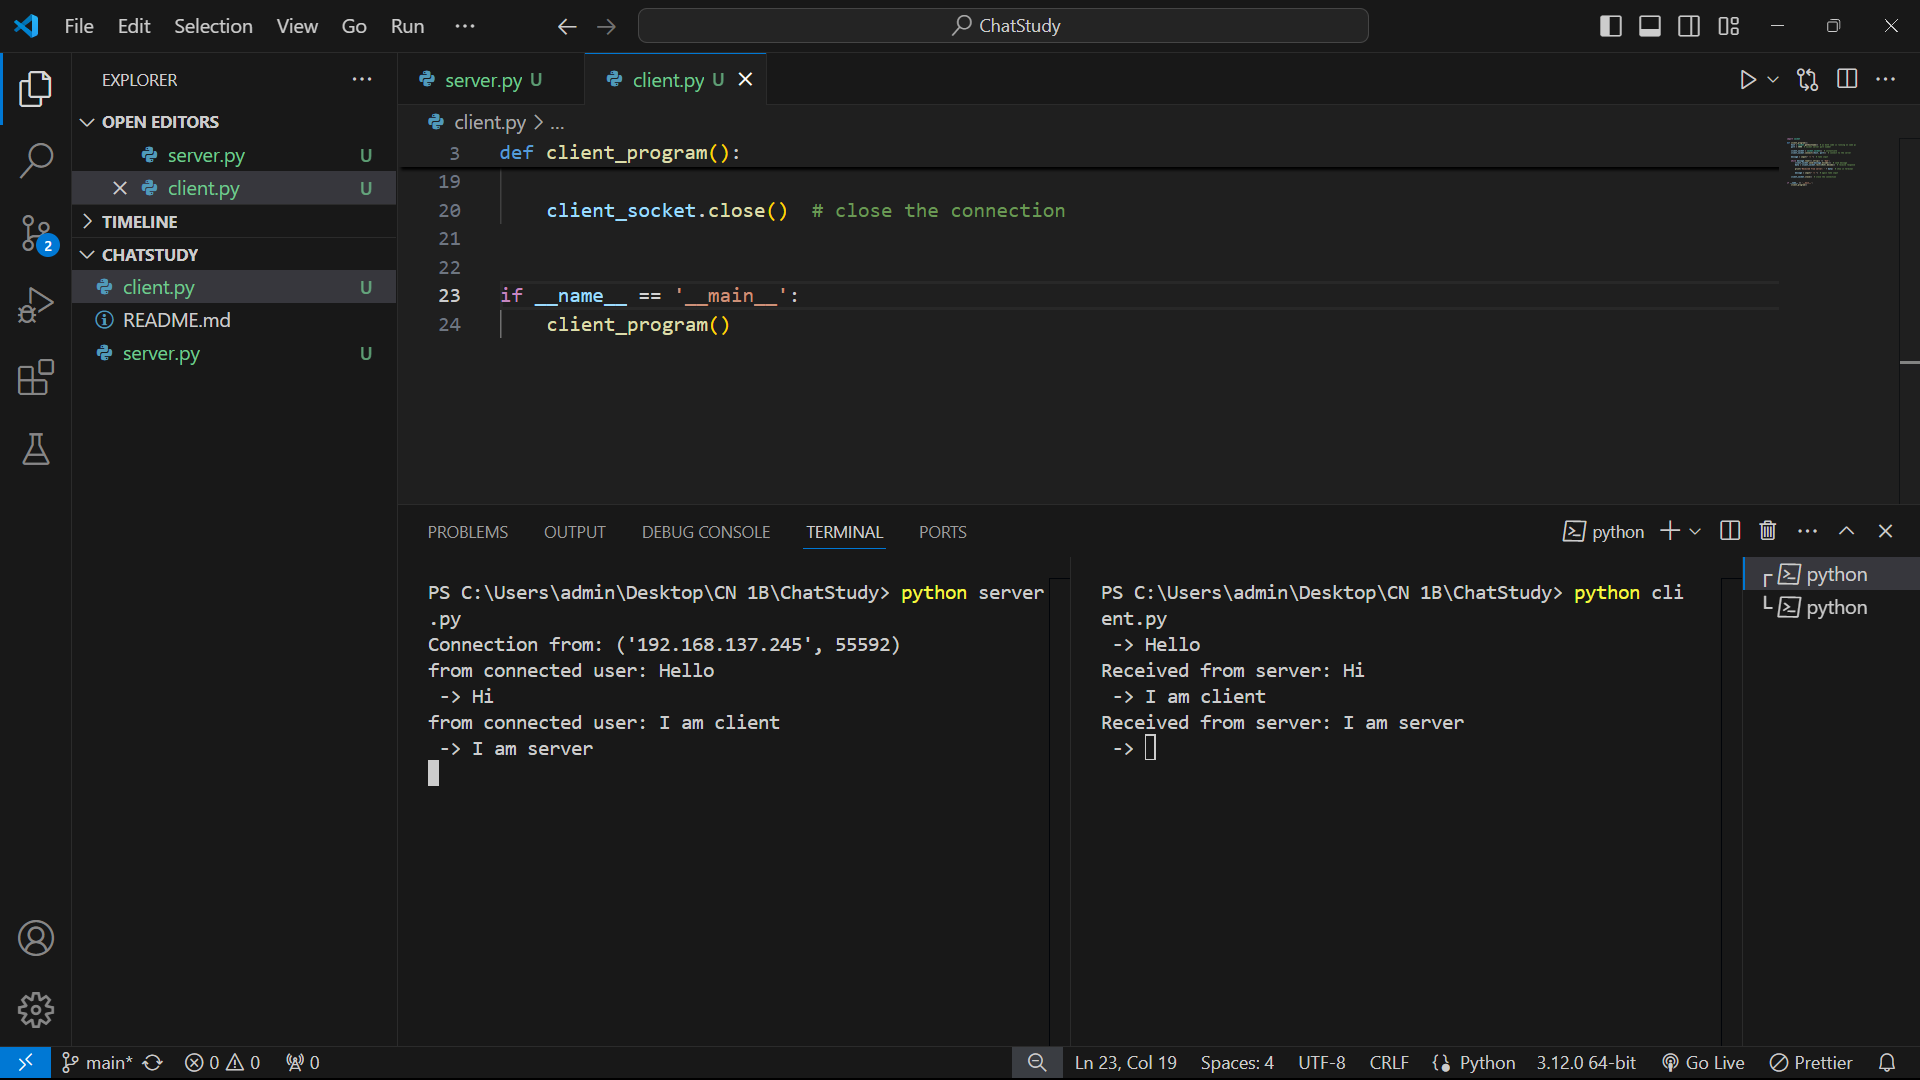 File Edit Selection View Go Run ··· ChatStudy
EXPLORER ···
OPEN EDITORS
server.py U
client.py U
TIMELINE
CHATSTUDY
client.py U
README.md
server.py U
2
server.py U client.py U
client.py > ...
3 def client_program():
19
20 client_socket.close()  # close the connection
21
22
23 if __name__ == '__main__':
24 client_program()
PROBLEMS OUTPUT DEBUG CONSOLE TERMINAL PORTS python
PS C:\Users\admin\Desktop\CN 1B\ChatStudy> python server
.py
Connection from: ('192.168.137.245', 55592)
from connected user: Hello
-> Hi
from connected user: I am client
-> I am server
PS C:\Users\admin\Desktop\CN 1B\ChatStudy> python cli
ent.py
-> Hello
Received from server: Hi
-> I am client
Received from server: I am server
->
python
python
main* 0 0 0 Ln 23, Col 19 Spaces: 4 UTF-8 CRLF Python 3.12.0 64-bit Go Live Prettier